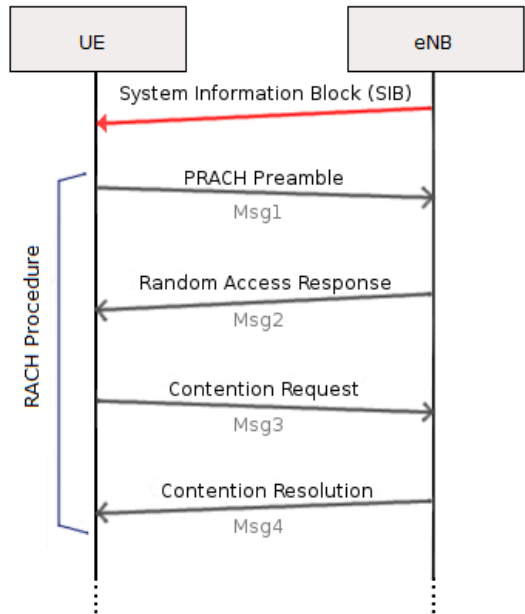 UE
eNB
System Information Block (SIB)
PRACH Preamble
Msg1
Random Access Response
Msg2
Contention Request
Msg3
Contention Resolution
Msg4
RACH Procedure